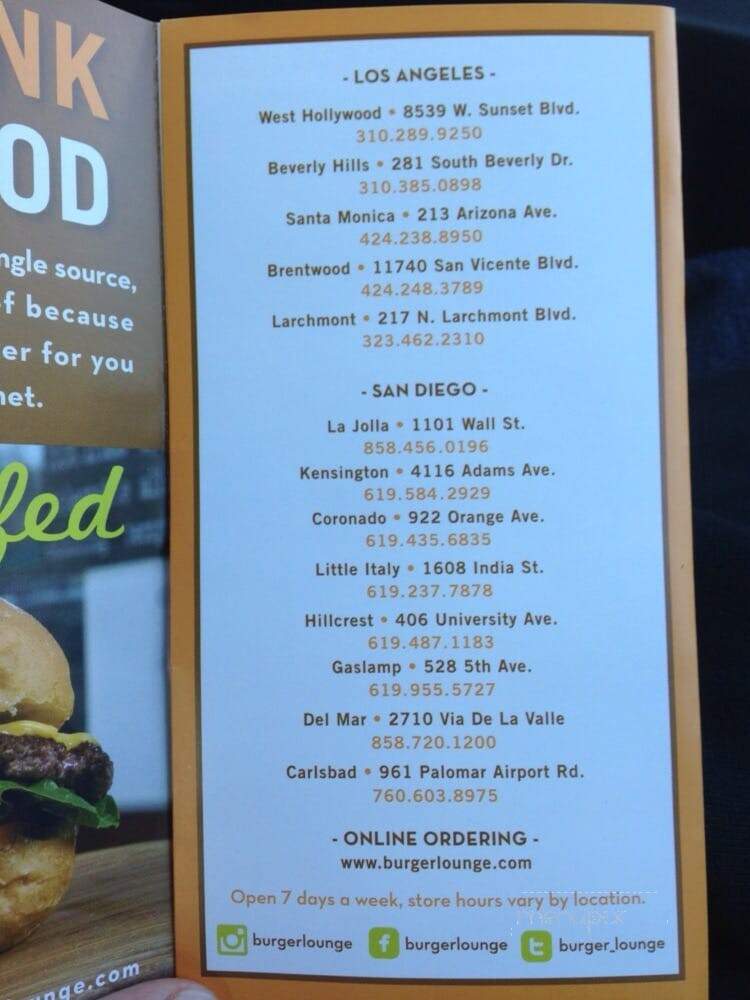 NK
OD
ngle source,
f because
er for you
net.
fed
unge.com
- LOS ANGELES -
West Hollywood • 8539 W. Sunset Blvd.
310.289.9250
Beverly Hills • 281 South Beverly Dr.
310.385.0898
Santa Monica • 213 Arizona Ave.
424.238.8950
Brentwood • 11740 San Vicente Blvd.
424.248.3789
Larchmont • 217 N. Larchmont Blvd.
323.462.2310
- SAN DIEGO -
La Jolla • 1101 Wall St.
858.456.0196
Kensington • 4116 Adams Ave.
619.584.2929
Coronado • 922 Orange Ave.
619.435.6835
Little Italy • 1608 India St.
619.237.7878
Hillcrest • 406 University Ave.
619.487.1183
Gaslamp • 528 5th Ave.
619.955.5727
Del Mar • 2710 Via De La Valle
858.720.1200
Carlsbad • 961 Palomar Airport Rd.
760.603.8975
- ONLINE ORDERING -
www.burgerlounge.com
Open 7 days a week, store hours vary by location.
burgerlounge f burgerlounge t burger_lounge